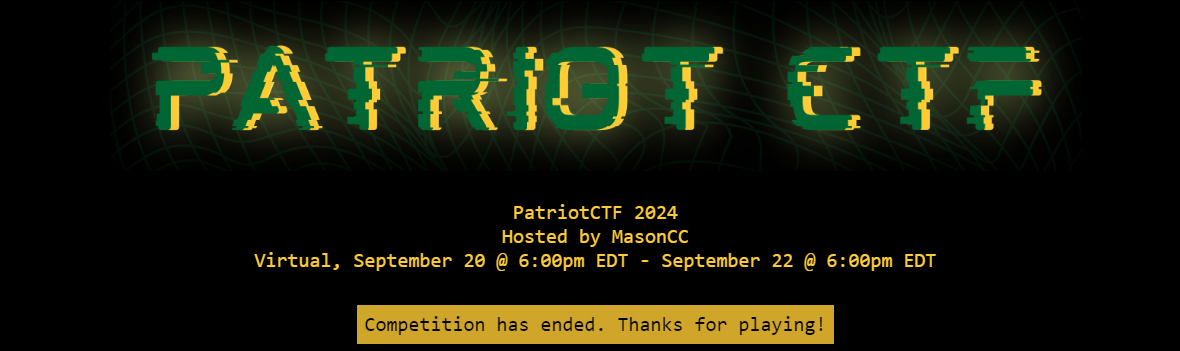 PATRIOT CTF
PatriotCTF 2024
Hosted by MasonCC
Virtual, September 20 @ 6:00pm EDT - September 22 @ 6:00pm EDT
Competition has ended. Thanks for playing!